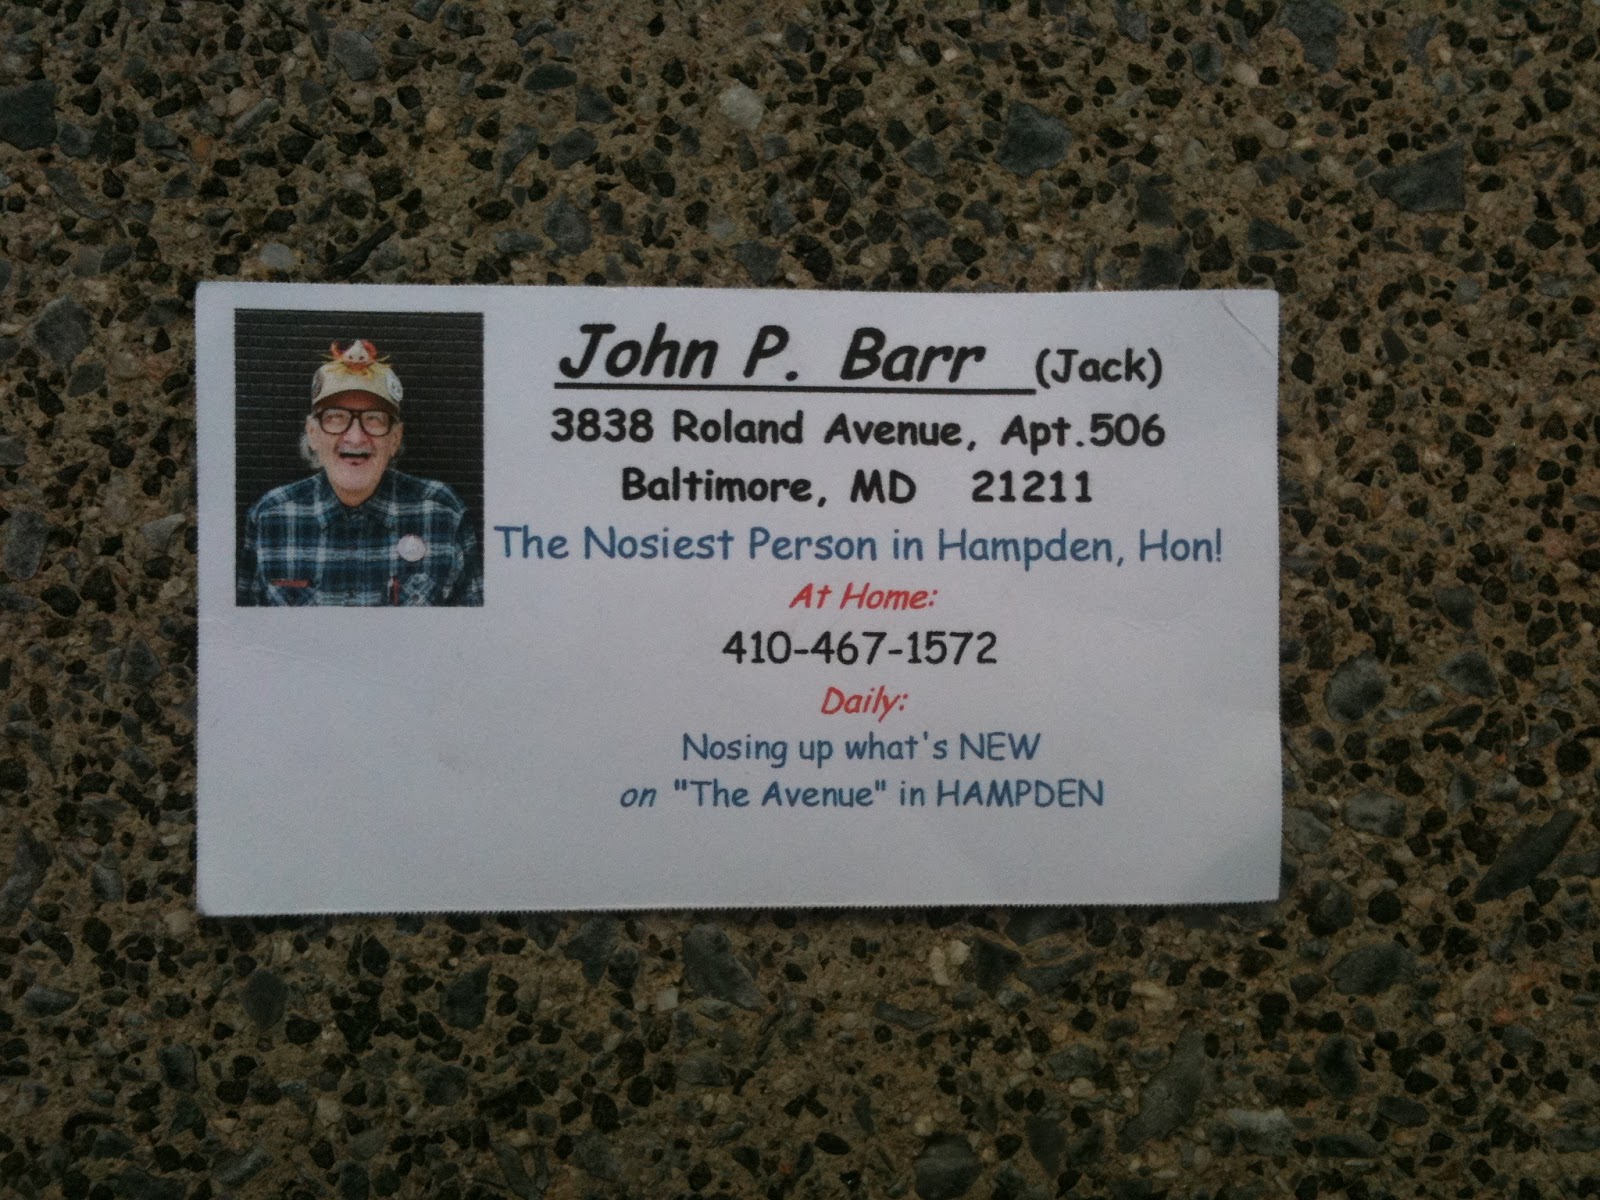 John P. Barr (Jack)
3838 Roland Avenue, Apt.506
Baltimore, MD 21211
The Nosiest Person in Hampden, Hon!
At Home:
410-467-1572
Daily:
Nosing up what's NEW
on "The Avenue" in HAMPDEN